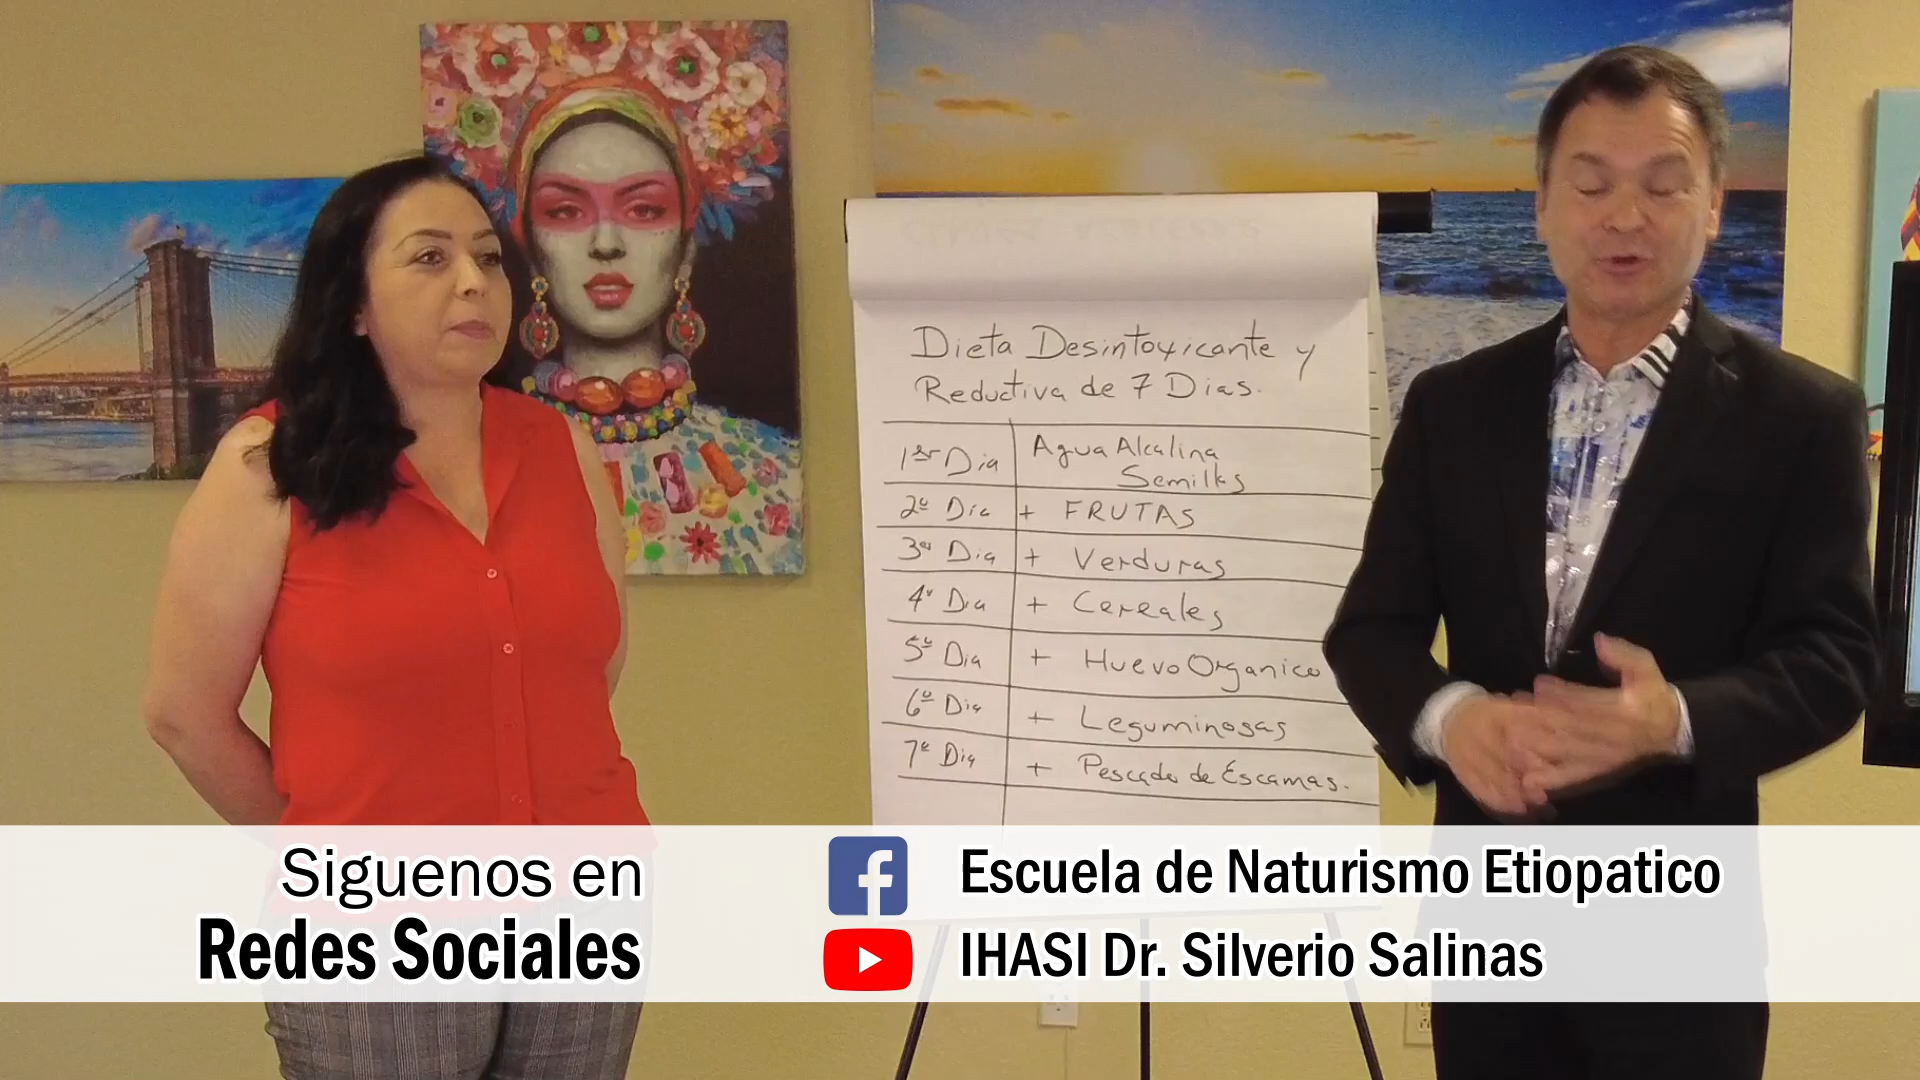 Dieta Desintoxicante y
Reductiva de 7 Dias.
1er Dia Agua Alcalina
Semillas
2º Dia + FRUTAS
3er Dia + Verduras
4º Dia + Cereales
5º Dia + Huevo Organico
6º Dia + Leguminosas
7º Dia + Pescado de Escamas.
Siguenos en
Redes Sociales
Escuela de Naturismo Etiopatico
IHASI Dr. Silverio Salinas